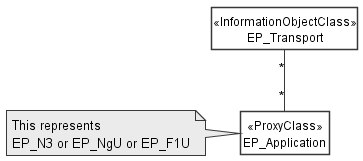 «InformationObjectClass»
EP_Transport
*
*
This represents
EP_N3 or EP_NgU or EP_F1U
«ProxyClass»
EP_Application